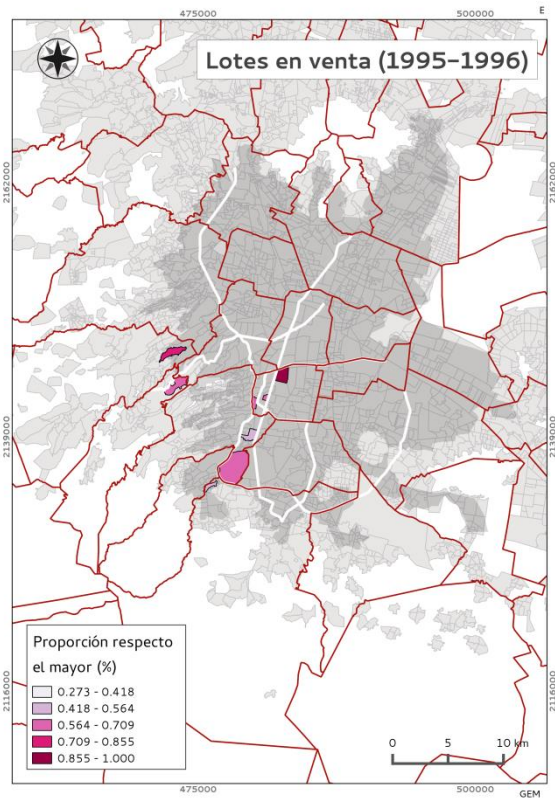 475000
500000
E
Lotes en venta (1995–1996)
2162000
2162000
2139000
2139000
2116000
2116000
Proporción respecto
el mayor (%)
0.273 - 0.418
0.418 - 0.564
0.564 - 0.709
0.709 - 0.855
0.855 - 1.000
0 5 10 km
475000
500000
GEM